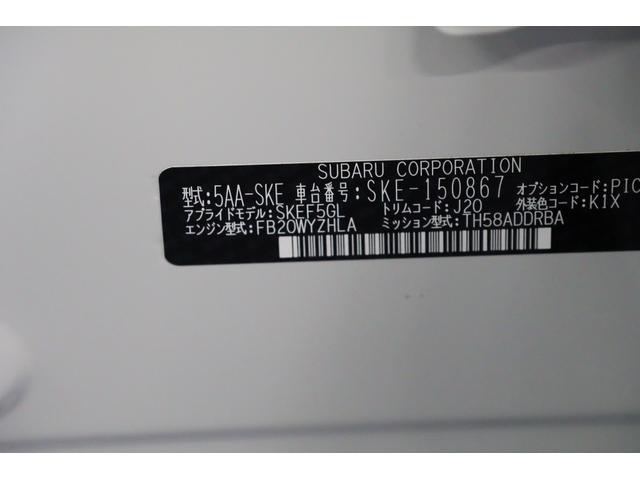 SUBARU CORPORATION
型式:5AA-SKE 車台番号:SKE-150867 オプションコード:PIC
アプライドモデル:SKEF5GL トリムコード:J20 外装色コード:K1X
エンジン型式:FB20WYZHLA ミッション型式:TH58ADDRBA